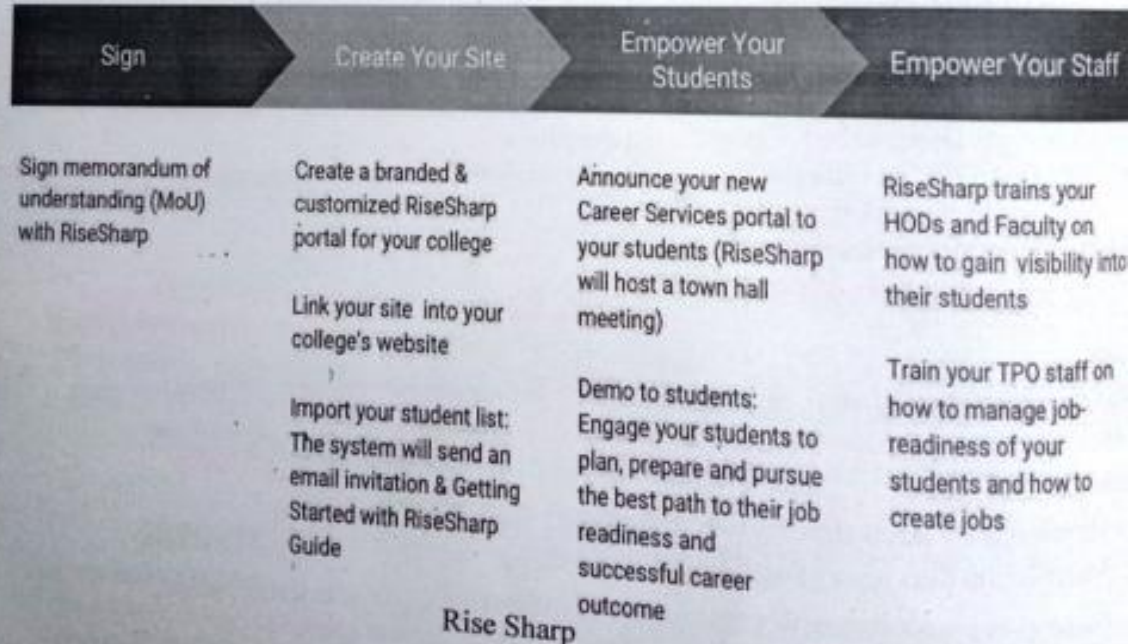 Sign
Create Your Site
Empower Your
Students
Empower Your Staff
Sign memorandum of
understanding (MoU)
with RiseSharp
Create a branded &
customized RiseSharp
portal for your college
Link your site into your
college's website
Import your student list:
The system will send an
email invitation & Getting
Started with RiseSharp
Guide
Announce your new
Career Services portal to
your students (RiseSharp
will host a town hall
meeting)
Demo to students:
Engage your students to
plan, prepare and pursue
the best path to their job
readiness and
successful career
outcome
RiseSharp trains your
HODs and Faculty on
how to gain visibility into
their students
Train your TPO staff on
how to manage job-
readiness of your
students and how to
create jobs
Rise Sharp